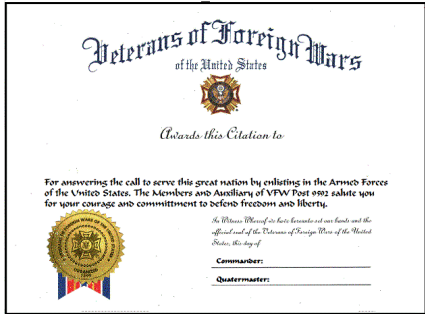 Veterans of Foreign Wars
of the United States
Awards this Citation to
For answering the call to serve this great nation by enlisting in the Armed Forces
of the United States. The Members and Auxiliary of VFW Post 9592 salute you
for your courage and committment to defend freedom and liberty.
In Witness Whereof we have hereunto set our hands and the
official seal of the Veterans of Foreign Wars of the United
States, this day of
Commander:
Quatermaster: